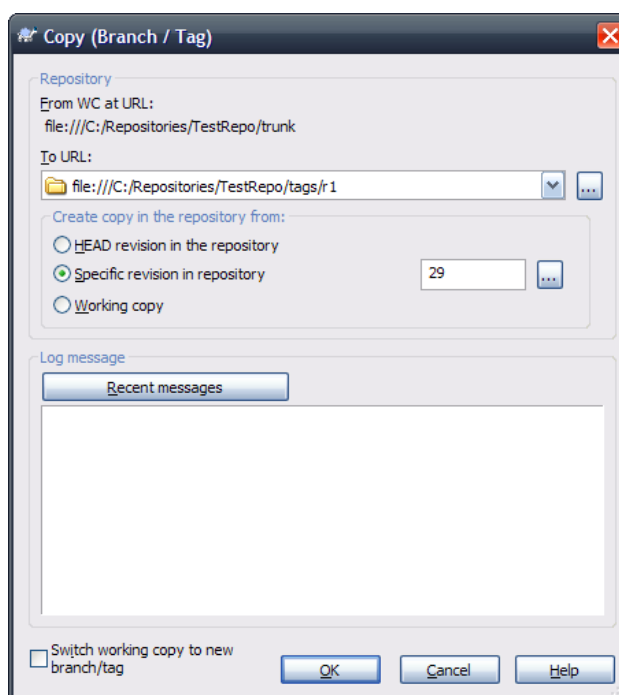 Copy (Branch / Tag)
Repository
From WC at URL:
file:///C:/Repositories/TestRepo/trunk
To URL:
file:///C:/Repositories/TestRepo/tags/r1
...
Create copy in the repository from:
HEAD revision in the repository
Specific revision in repository
29
...
Working copy
Log message
Recent messages
Switch working copy to new
branch/tag
OK
Cancel
Help